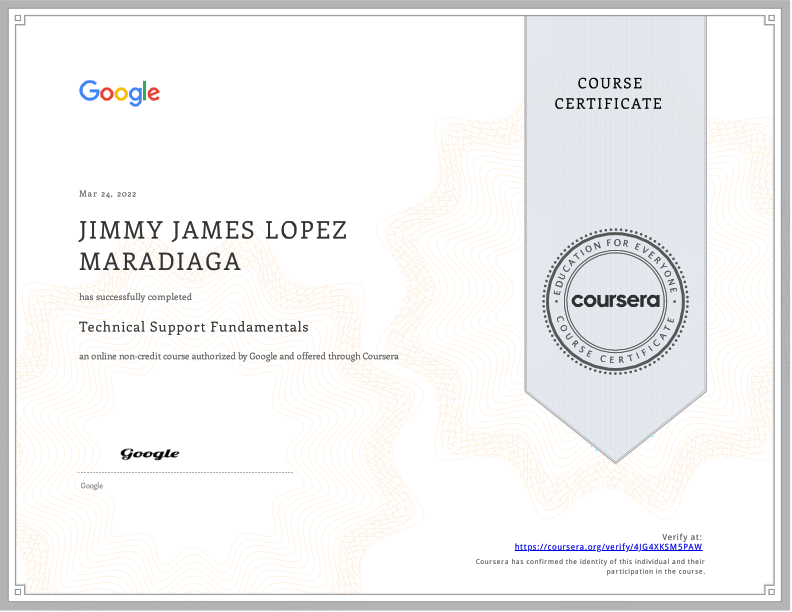 Google
COURSE
CERTIFICATE
Mar 24, 2022
JIMMY JAMES LOPEZ
MARADIAGA
has successfully completed
Technical Support Fundamentals
an online non-credit course authorized by Google and offered through Coursera
EDUCATION FOR EVERYONE
coursera
COURSE CERTIFICATE
Google
Google
Verify at:
https://coursera.org/verify/4JG4XKSM5PAW
Coursera has confirmed the identity of this individual and their
participation in the course.